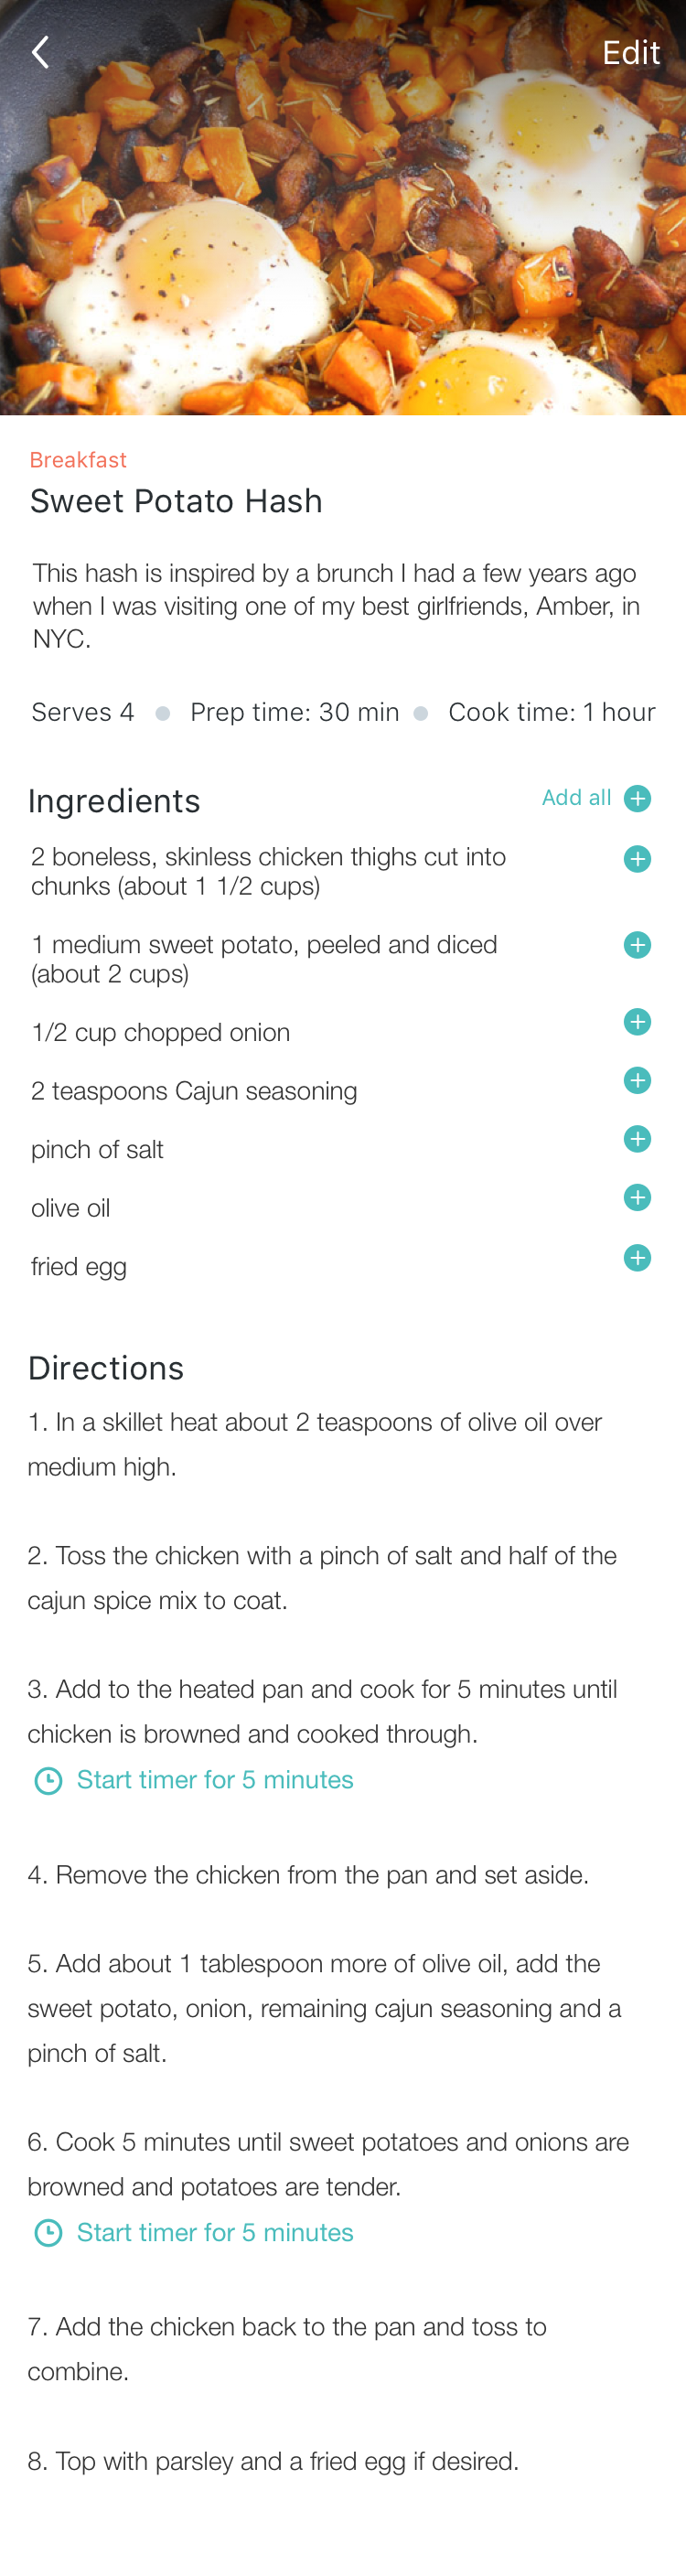 Edit
Breakfast
Sweet Potato Hash
This hash is inspired by a brunch I had a few years ago
when I was visiting one of my best girlfriends, Amber, in
NYC.
Serves 4 Prep time: 30 min Cook time: 1 hour
Ingredients Add all
2 boneless, skinless chicken thighs cut into
chunks (about 1 1/2 cups)
1 medium sweet potato, peeled and diced
(about 2 cups)
1/2 cup chopped onion
2 teaspoons Cajun seasoning
pinch of salt
olive oil
fried egg
Directions
1. In a skillet heat about 2 teaspoons of olive oil over
medium high.
2. Toss the chicken with a pinch of salt and half of the
cajun spice mix to coat.
3. Add to the heated pan and cook for 5 minutes until
chicken is browned and cooked through.
Start timer for 5 minutes
4. Remove the chicken from the pan and set aside.
5. Add about 1 tablespoon more of olive oil, add the
sweet potato, onion, remaining cajun seasoning and a
pinch of salt.
6. Cook 5 minutes until sweet potatoes and onions are
browned and potatoes are tender.
Start timer for 5 minutes
7. Add the chicken back to the pan and toss to
combine.
8. Top with parsley and a fried egg if desired.